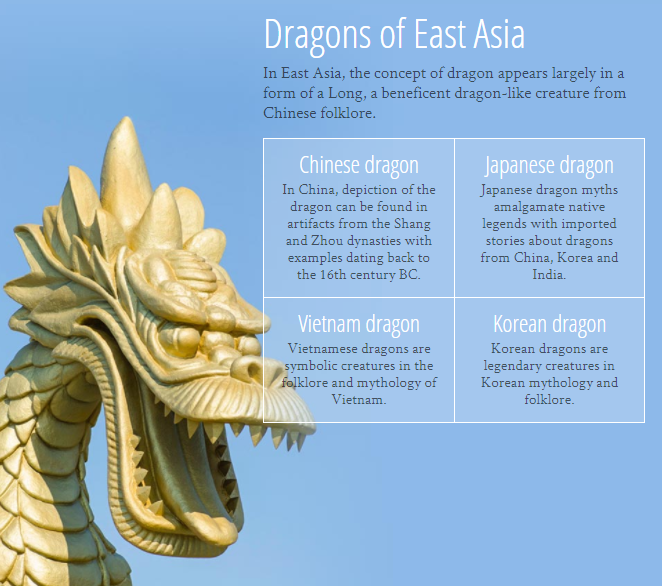 Dragons of East Asia
In East Asia, the concept of dragon appears largely in a
form of a Long, a beneficent dragon-like creature from
Chinese folklore.
Chinese dragon
In China, depiction of the
dragon can be found in
artifacts from the Shang
and Zhou dynasties with
examples dating back to
the 16th century BC.
Japanese dragon
Japanese dragon myths
amalgamate native
legends with imported
stories about dragons
from China, Korea and
India.
Vietnam dragon
Vietnamese dragons are
symbolic creatures in the
folklore and mythology of
Vietnam.
Korean dragon
Korean dragons are
legendary creatures in
Korean mythology and
folklore.